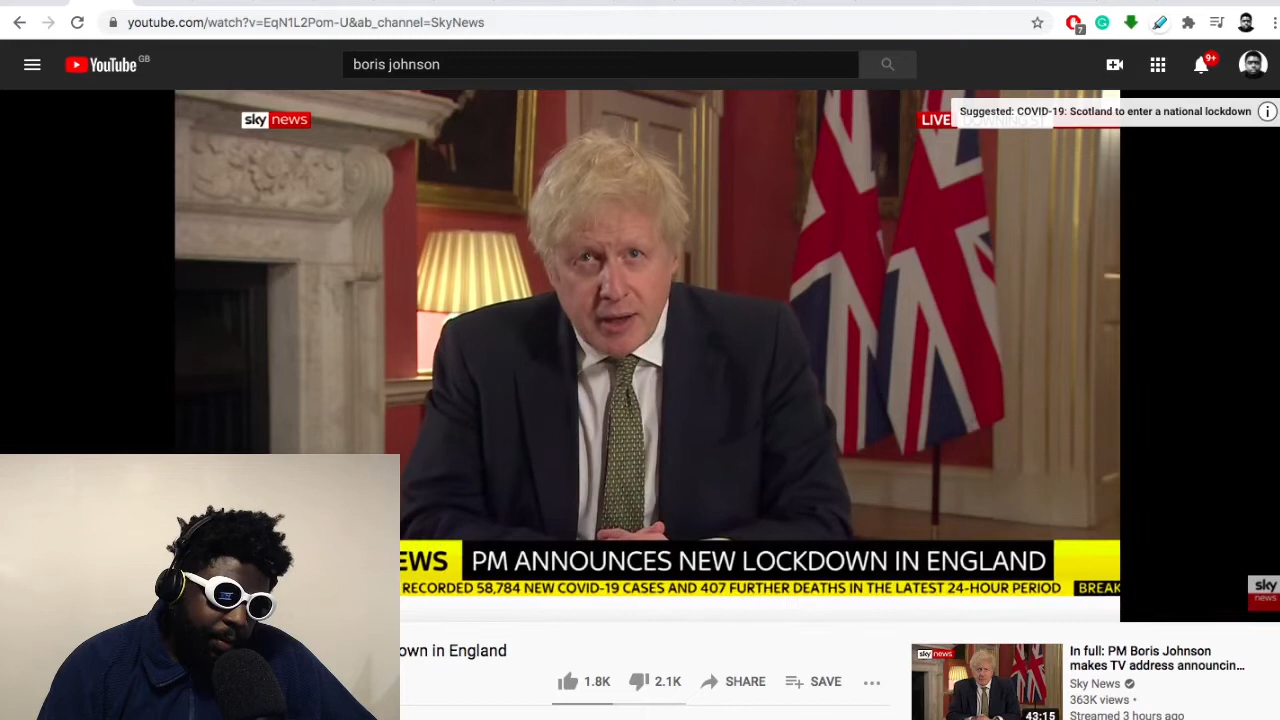 youtube.com/watch?v=EqN1L2Pom-U&ab_channel=SkyNews
7
YouTube GB
boris johnson
9+
sky news
LIVE
Suggested: COVID-19: Scotland to enter a national lockdown
EWS
PM ANNOUNCES NEW LOCKDOWN IN ENGLAND
RECORDED 58,784 NEW COVID-19 CASES AND 407 FURTHER DEATHS IN THE LATEST 24-HOUR PERIOD
BREAK
sky
news
own in England
1.8K
2.1K
SHARE
SAVE
sky news
43:15
In full: PM Boris Johnson
makes TV address announcin...
Sky News
363K views •
Streamed 3 hours ago